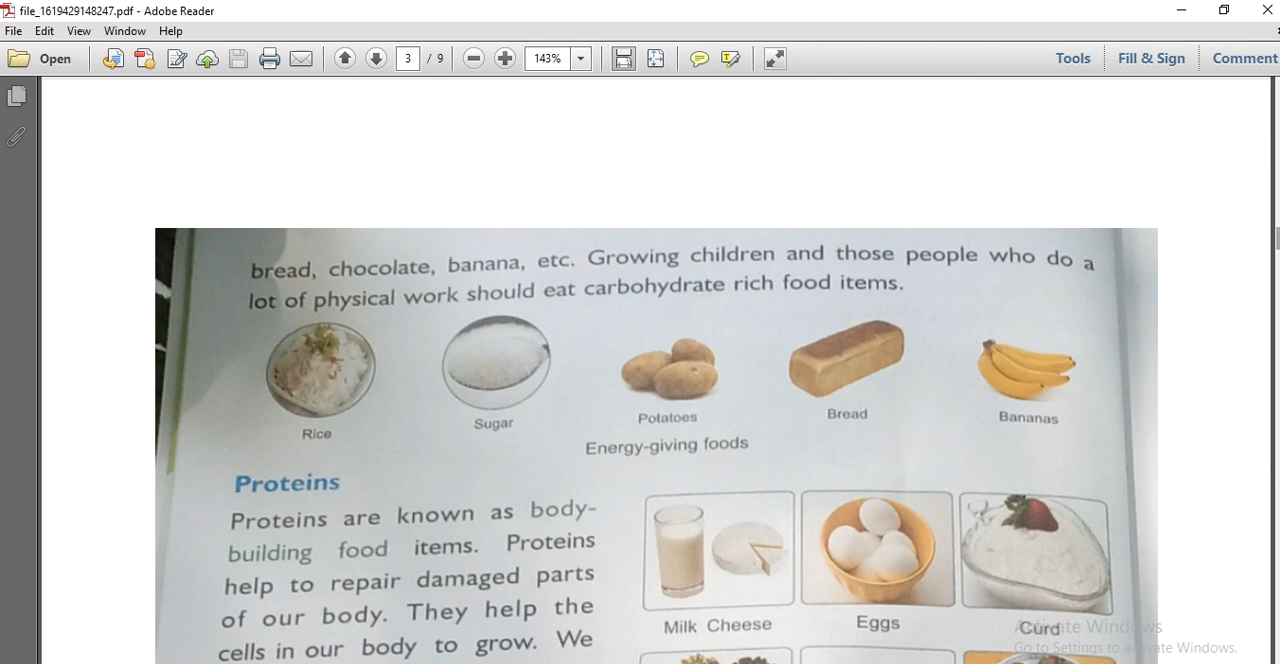 file_1619429148247.pdf - Adobe Reader
File Edit View Window Help
Open 3 / 9 143% Tools Fill & Sign Comment
bread, chocolate, banana, etc. Growing children and those people who do a
lot of physical work should eat carbohydrate rich food items.
Rice Sugar Potatoes Bread Bananas
Energy-giving foods
Proteins
Proteins are known as body-
building food items. Proteins
help to repair damaged parts
of our body. They help the
cells in our body to grow. We
Milk Cheese Eggs Curd
Activate Windows
Go to Settings to activate Windows.